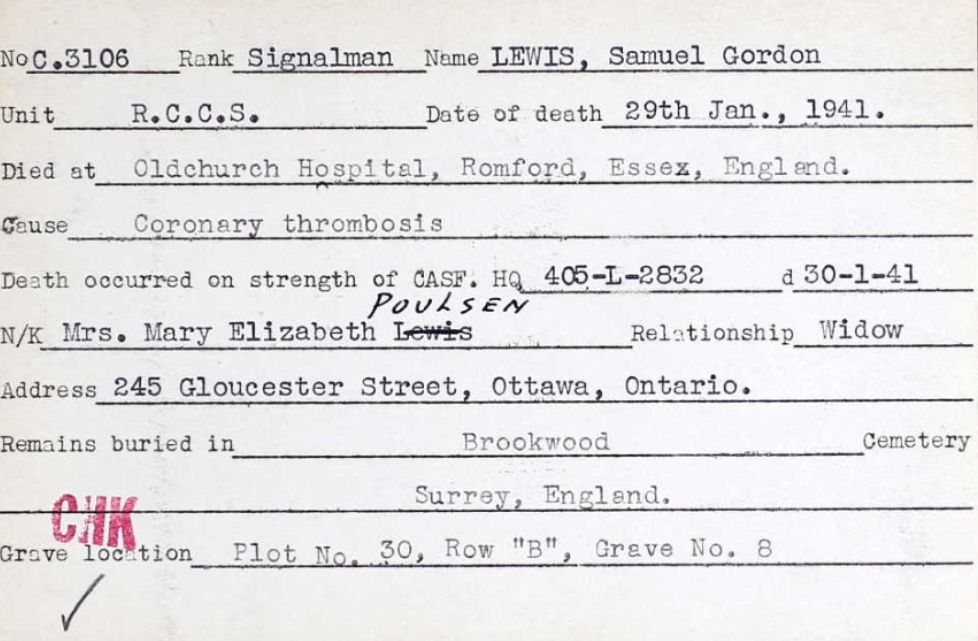 No C.3106 Rank Signalman Name LEWIS, Samuel Gordon
Unit R.C.C.S. Date of death 29th Jan., 1941.
Died at Oldchurch Hospital, Romford, Essex, England.
Cause Coronary thrombosis
Death occurred on strength of CASF. HQ 405-L-2832 d 30-1-41
POULSEN
N/K Mrs. Mary Elizabeth Lewis Relationship Widow
Address 245 Gloucester Street, Ottawa, Ontario.
Remains buried in Brookwood Cemetery
Surrey, England.
CHK
Grave location Plot No. 30, Row "B", Grave No. 8